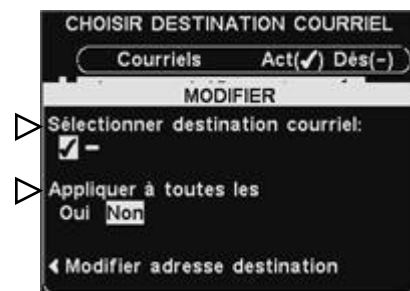 CHOISIR DESTINATION COURRIEL
Courriels Act(✓) Dés(−)
MODIFIER
Sélectionner destination courriel:
✓ −
Appliquer à toutes les
Oui Non
Modifier adresse destination